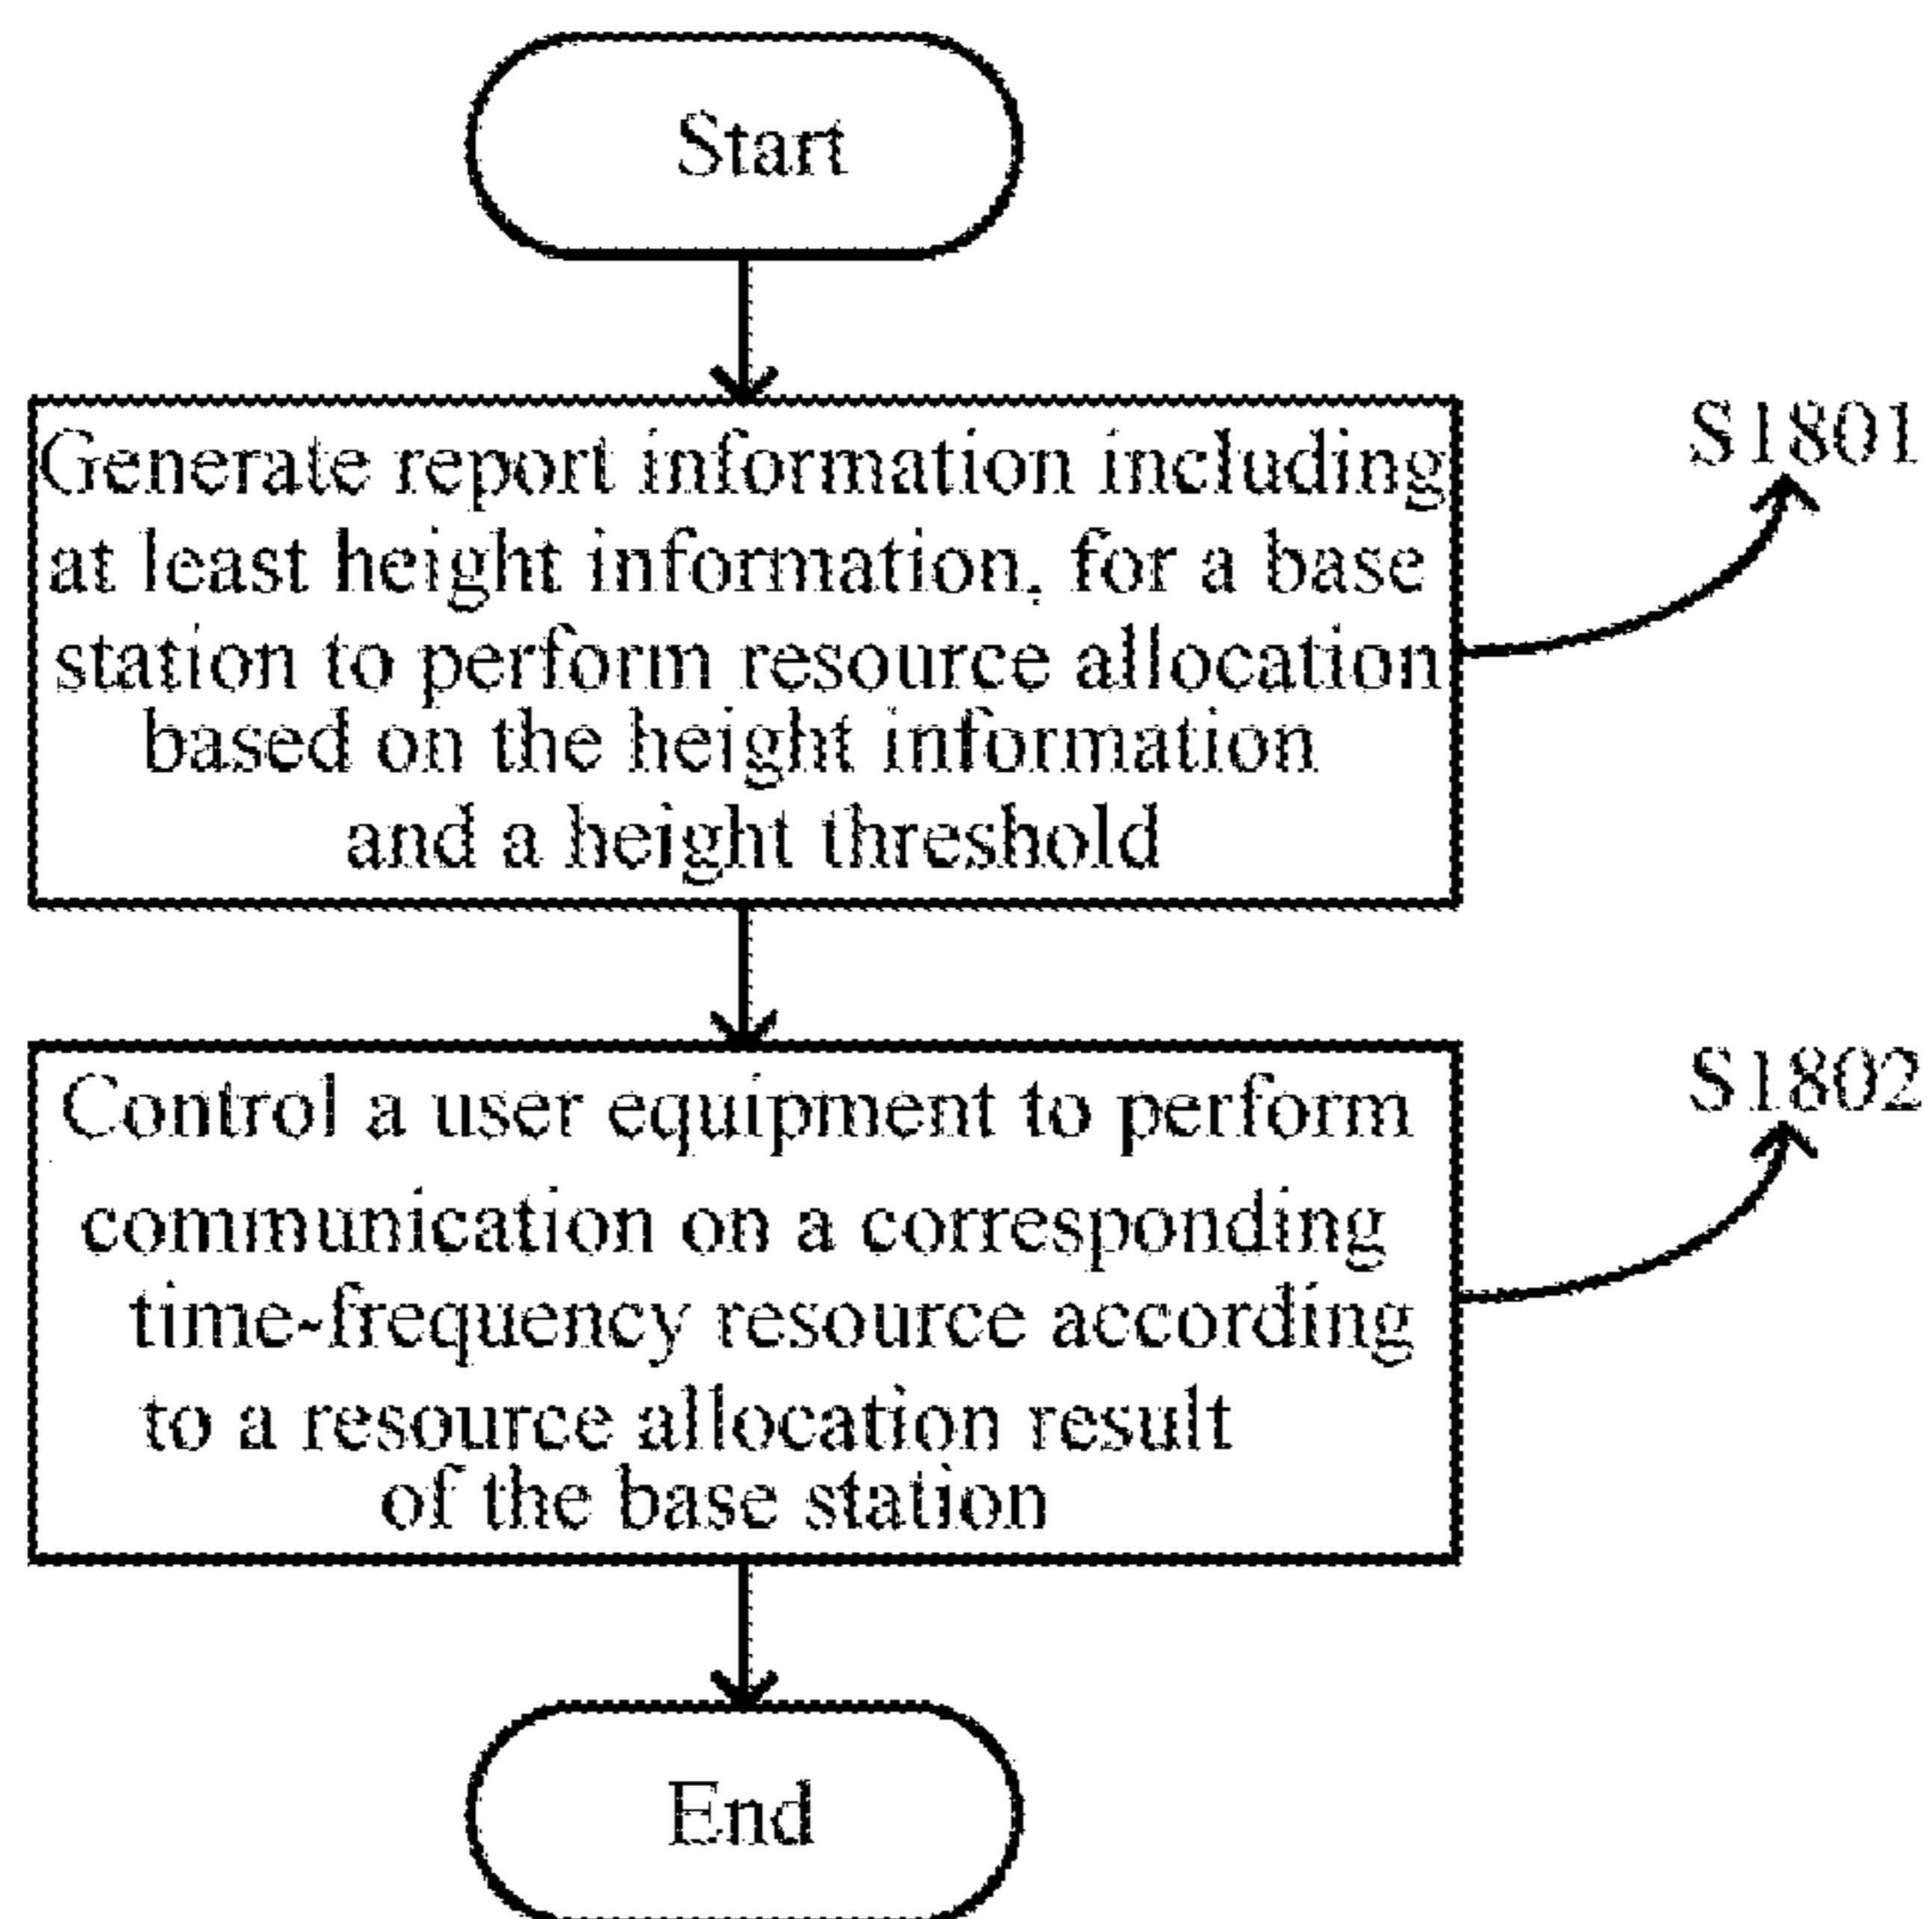 Start
Generate report information including
S1801
at least height information, for a base
station to perform resource allocation
based on the height information
and a height threshold
Control a user equipment to perform
S1802
communication on a corresponding
time-frequency resource according
to a resource allocation result
of the base station
End